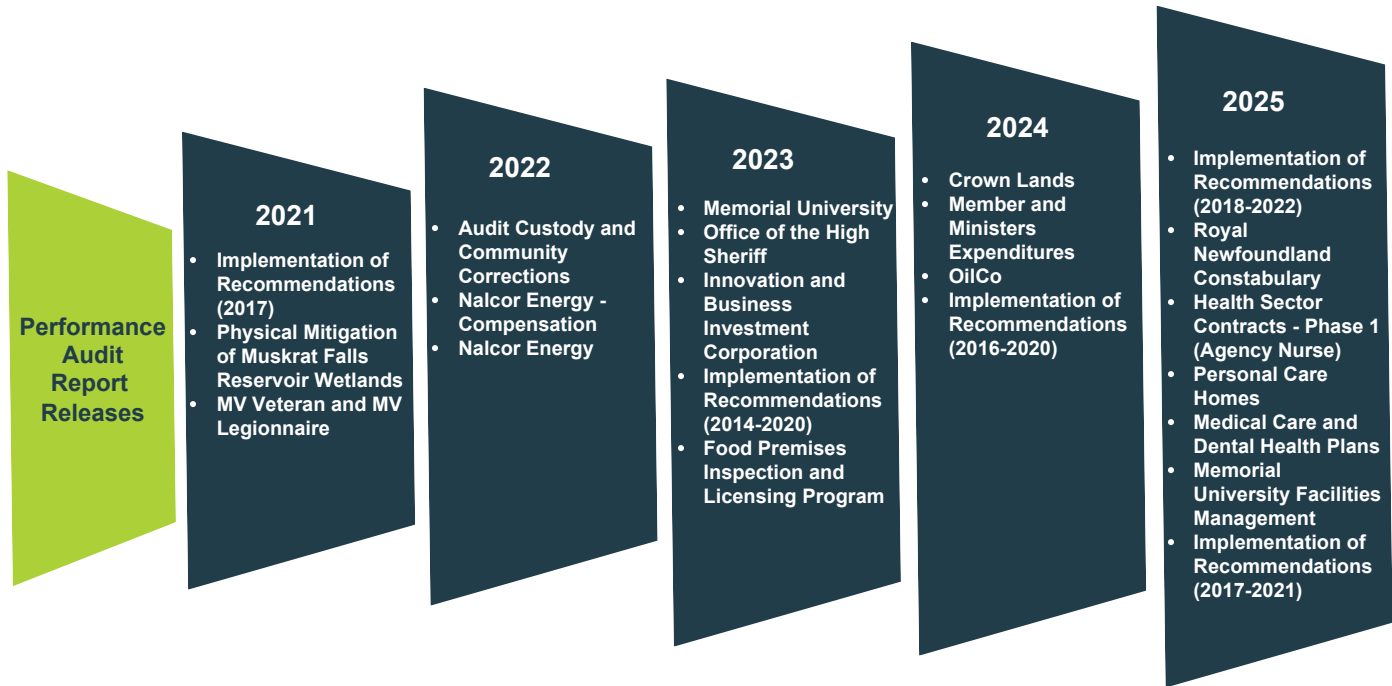 Performance
Audit
Report
Releases
2021
• Implementation of
Recommendations
(2017)
• Physical Mitigation
of Muskrat Falls
Reservoir Wetlands
• MV Veteran and MV
Legionnaire
2022
• Audit Custody and
Community
Corrections
• Nalcor Energy -
Compensation
• Nalcor Energy
2023
• Memorial University
• Office of the High
Sheriff
• Innovation and
Business
Investment
Corporation
• Implementation of
Recommendations
(2014-2020)
• Food Premises
Inspection and
Licensing Program
2024
• Crown Lands
• Member and
Ministers
Expenditures
• OilCo
• Implementation of
Recommendations
(2016-2020)
2025
• Implementation of
Recommendations
(2018-2022)
• Royal
Newfoundland
Constabulary
• Health Sector
Contracts - Phase 1
(Agency Nurse)
• Personal Care
Homes
• Medical Care and
Dental Health Plans
• Memorial
University Facilities
Management
• Implementation of
Recommendations
(2017-2021)